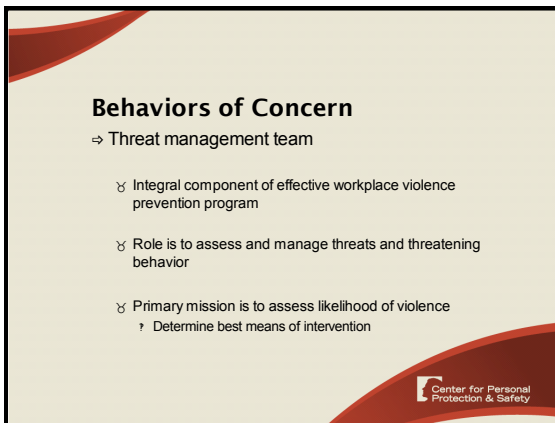 Behaviors of Concern
⇨ Threat management team
♉ Integral component of effective workplace violence
prevention program
♉ Role is to assess and manage threats and threatening
behavior
♉ Primary mission is to assess likelihood of violence
? Determine best means of intervention
Center for Personal
Protection & Safety